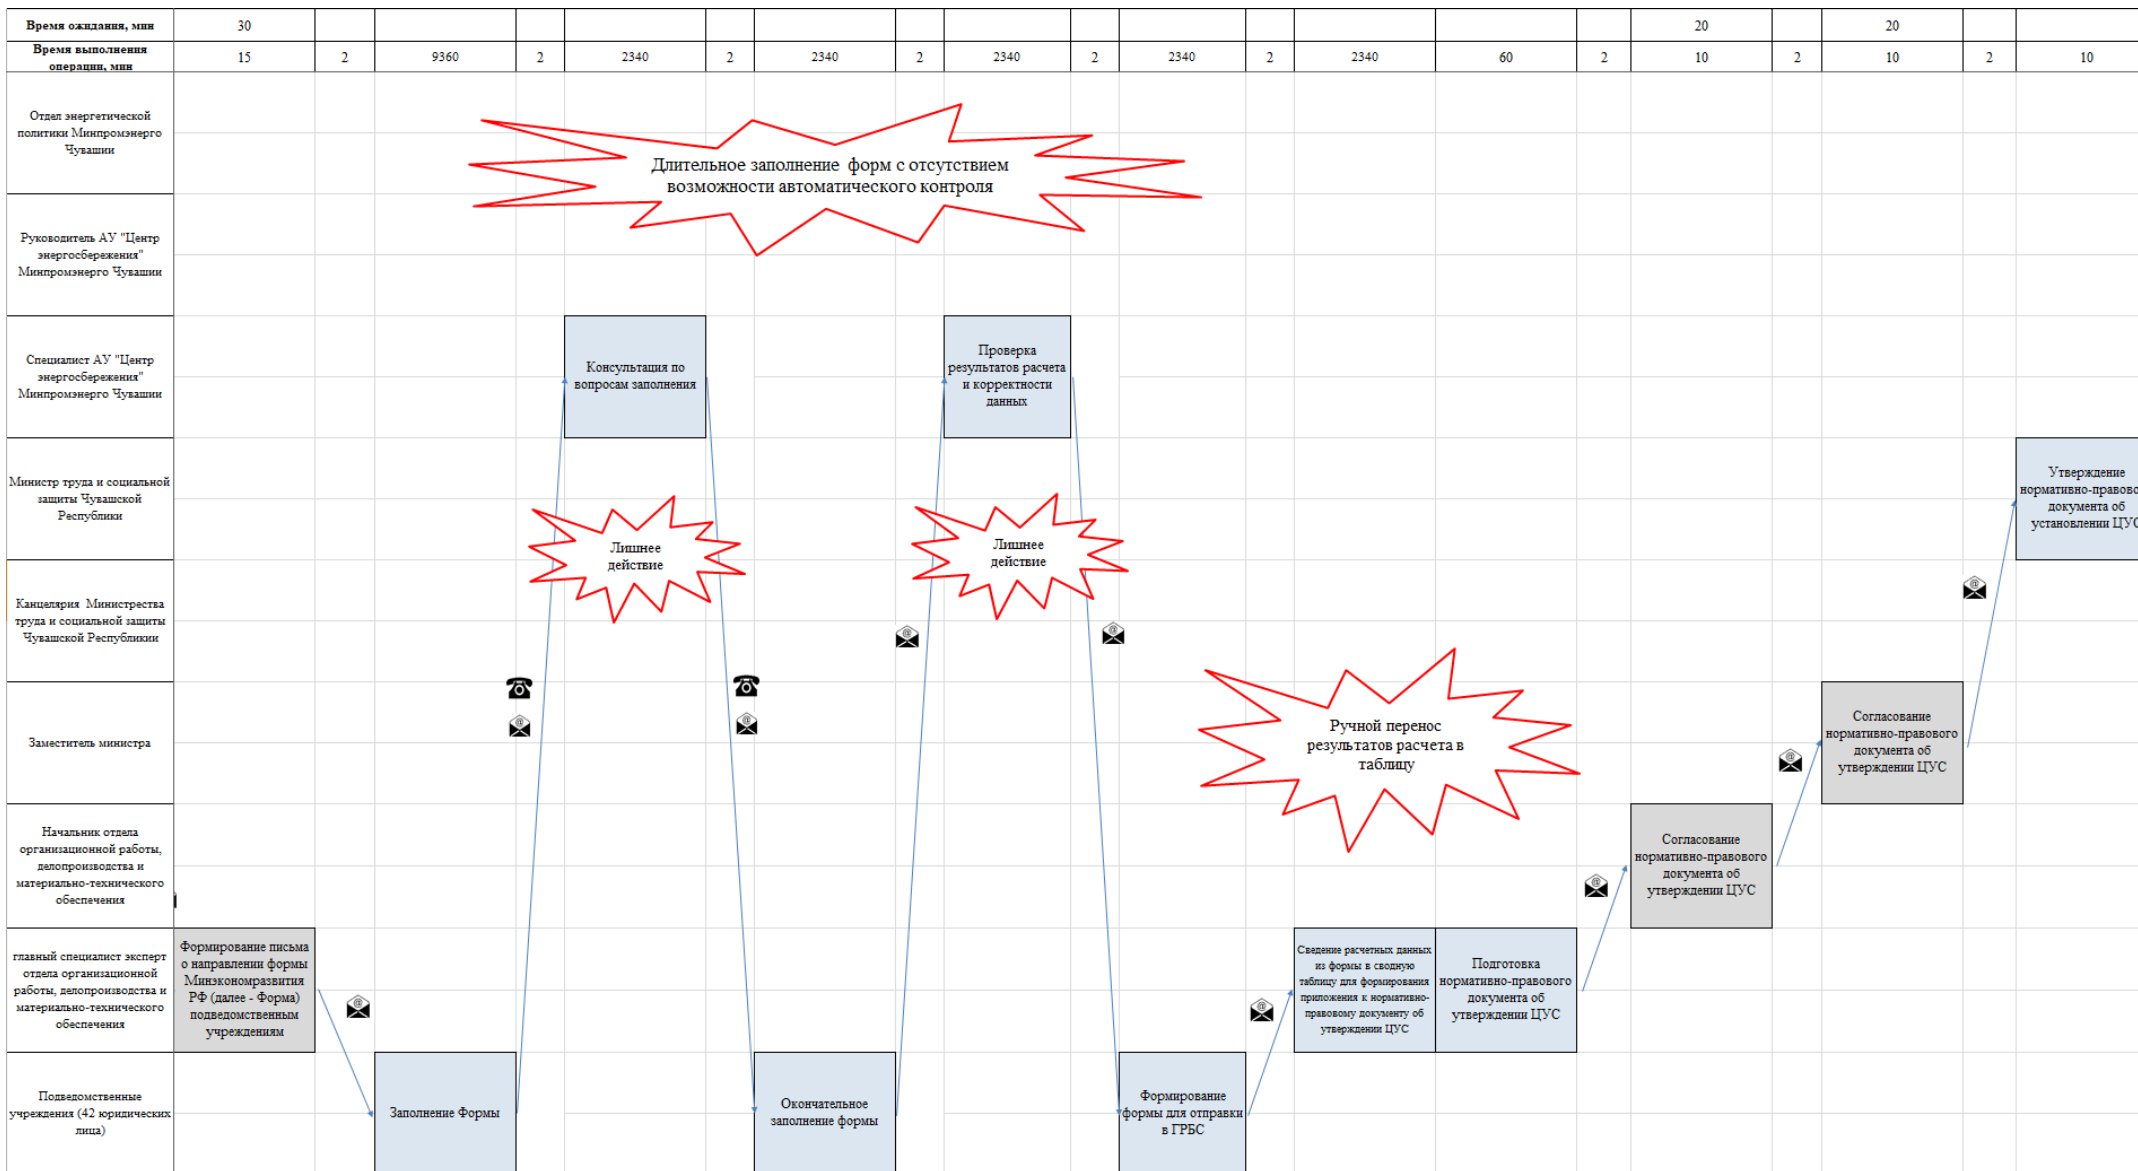 Время ожидания, мин 30 20 20
Время выполнения
операции, мин
15 2 9360 2 2340 2 2340 2 2340 2 2340 2 2340 60 2 10 2 10 2 10
Отдел энергетической
политики Минпромэнерго
Чувашии
Длительное заполнение форм с отсутствием
возможности автоматического контроля
Руководитель АУ "Центр
энергосбережения"
Минпромэнерго Чувашии
Специалист АУ "Центр
энергосбережения"
Минпромэнерго Чувашии
Консультация по
вопросам заполнения
Проверка
результатов расчета
и корректности
данных
Министр труда и социальной
защиты Чувашской
Республики
Лишнее
действие
Лишнее
действие
Утверждение
нормативно-правово
документа об
установлении ЦУС
Канцелярия Министрества
труда и социальной защиты
Чувашской Республикии
Заместитель министра
Ручной перенос
результатов расчета в
таблицу
Согласование
нормативно-правового
документа об
утверждении ЦУС
Начальник отдела
организационной работы,
делопроизводства и
материально-технического
обеспечения
Согласование
нормативно-правового
документа об
утверждении ЦУС
главный специалист эксперт
отдела организационной
работы, делопроизводства и
материально-технического
обеспечения
Формирование письма
о направлении формы
Минэкономразвития
РФ (далее - Форма)
подведомственным
учреждениям
Сведение расчетных данных
из формы в сводную
таблицу для формирования
приложения к нормативно-
правовому документу об
утверждении ЦУС
Подготовка
нормативно-правового
документа об
утверждении ЦУС
Подведомственные
учреждения (42 юридических
лица)
Заполнение Формы
Окончательное
заполнение формы
Формирование
формы для отправки
в ГРБС